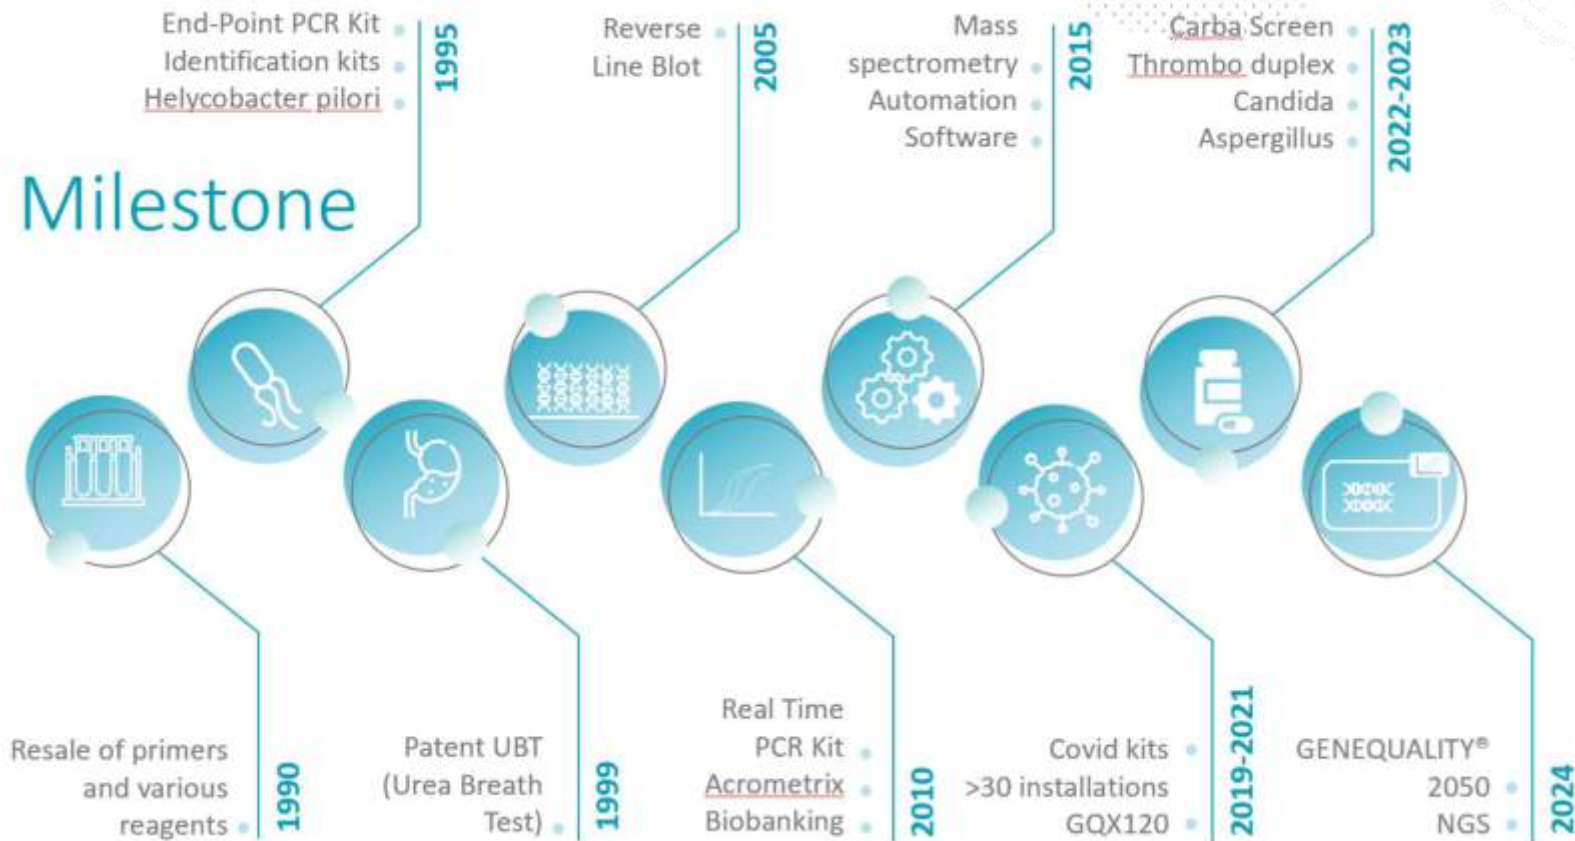 Milestone
End-Point PCR Kit
Identification kits
Helycobacter pilori
1995
Reverse
Line Blot
2005
Mass
spectrometry
Automation
Software
2015
Carba Screen
Thrombo duplex
Candida
Aspergillus
2022-2023
Resale of primers
and various
reagents
1990
Patent UBT
(Urea Breath
Test)
1999
Real Time
PCR Kit
Acrometrix
Biobanking
2010
Covid kits
>30 installations
GQX120
2019-2021
GENEQUALITY®
2050
NGS
2024